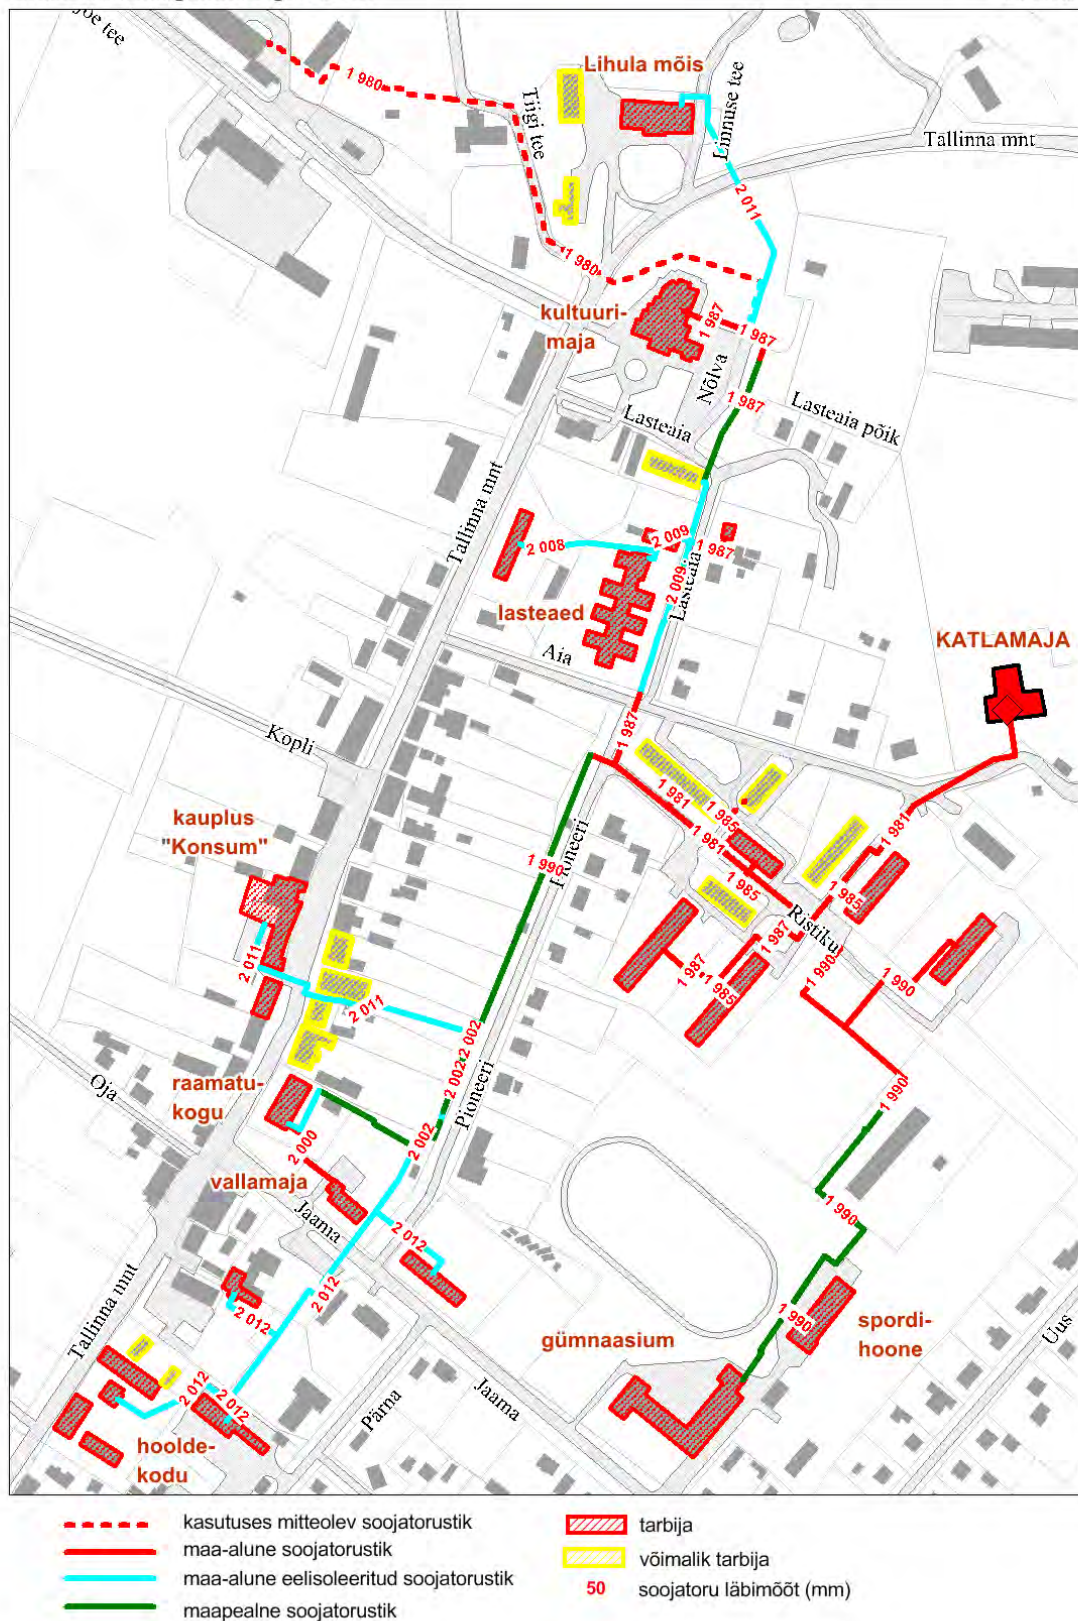 joe tee
1 980
Tiigi tee
Lihula mõis
Linnuse tee
Tallinna mnt
2 011
1 980
kultuuri-
maja
1 987
1 987
Nõlva
1 987
Lasteaia
Lasteaia põik
Tallinna mnt
2 008
2 009
1 987
2 009
Lasteaia
lasteaed
Aia
KATLAMAJA
1 987
Kopli
1 981
1 985
1 981
1 981
kauplus
"Konsum"
1 990
Pioneeri
1 985
1 985
Ristiku
1 987
1 987
1 985
1 990
1 990
2 011
2 011
2 002
2 002
Pioneeri
1 990
Oja
raamatu-
kogu
2 000
2 002
vallamaja
Jaama
2 012
1 990
2 012
Tallinna mnt
2 012
1 990
spordi-
hoone
gümnaasium
Uus
2 012
2 012
Pärna
Jaama
hoolde-
kodu
kasutuses mitteolev soojatorustik
maa-alune soojatorustik
maa-alune eelisoleeritud soojatorustik
maapealne soojatorustik
tarbija
võimalik tarbija
50 soojatoru läbimõõt (mm)